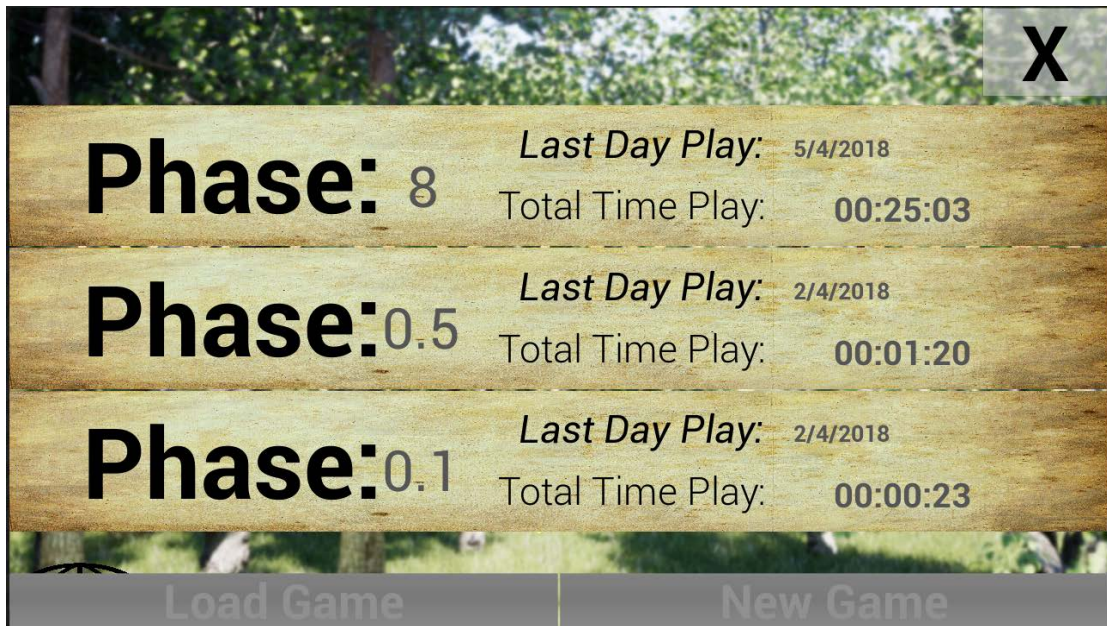 X
Phase: 8
Last Day Play: 5/4/2018
Total Time Play: 00:25:03
Phase: 0.5
Last Day Play: 2/4/2018
Total Time Play: 00:01:20
Phase: 0.1
Last Day Play: 2/4/2018
Total Time Play: 00:00:23
Load Game
New Game